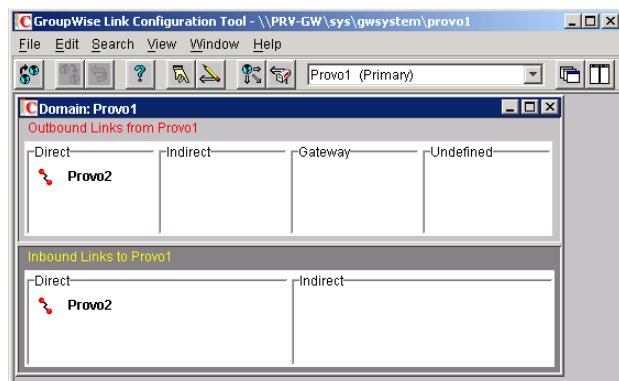 GroupWise Link Configuration Tool - \\PRV-GW\sys\gwsystem\provo1
File Edit Search View Window Help
Provo1 (Primary)
Domain: Provo1
Outbound Links from Provo1
Direct Indirect Gateway Undefined
Provo2
Inbound Links to Provo1
Direct Indirect
Provo2